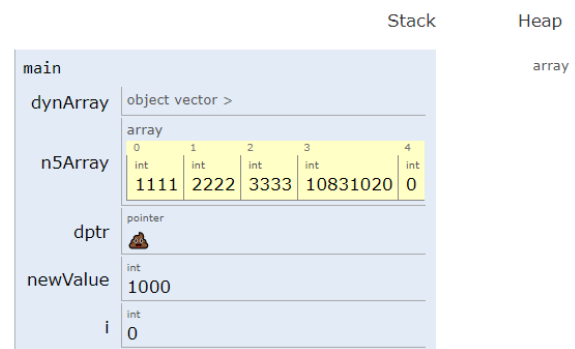 Stack Heap
main
array
dynArray object vector >
array
0 1 2 3 4
int int int int int
n5Array 1111 2222 3333 10831020 0
pointer
dptr
int
newValue 1000
int
i 0